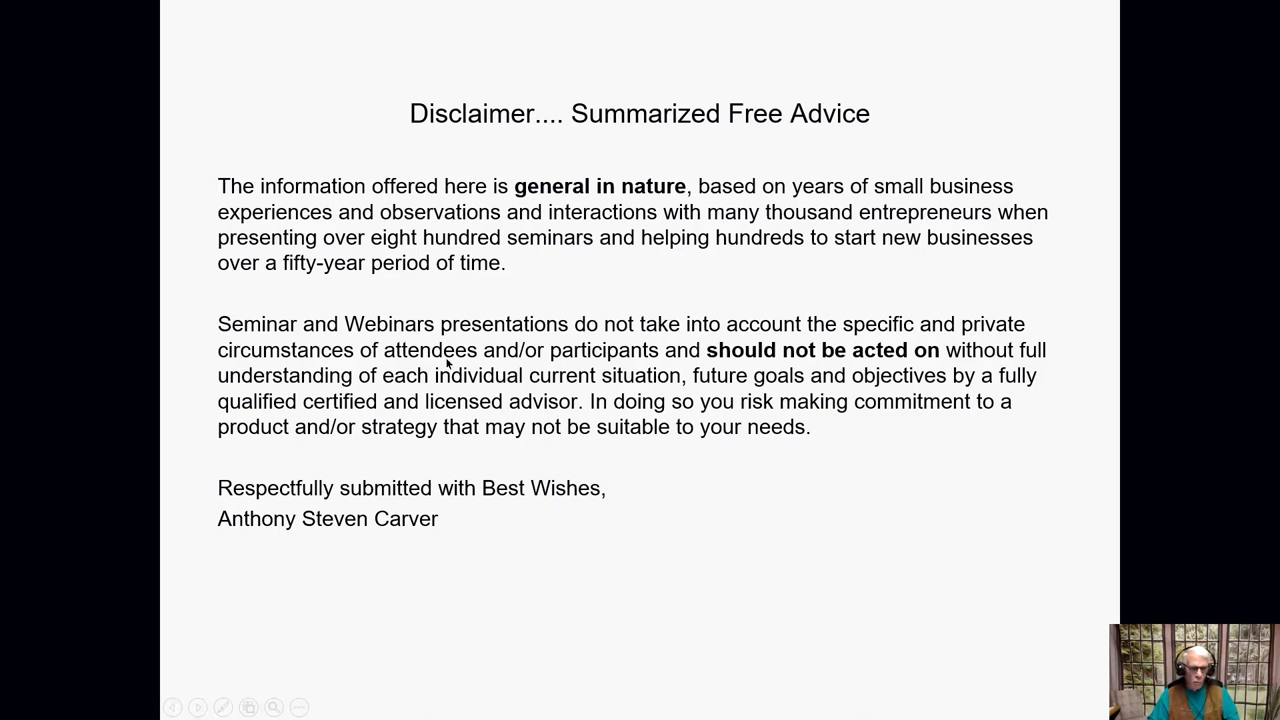 Disclaimer.... Summarized Free Advice
The information offered here is general in nature, based on years of small business
experiences and observations and interactions with many thousand entrepreneurs when
presenting over eight hundred seminars and helping hundreds to start new businesses
over a fifty-year period of time.
Seminar and Webinars presentations do not take into account the specific and private
circumstances of attendees and/or participants and should not be acted on without full
understanding of each individual current situation, future goals and objectives by a fully
qualified certified and licensed advisor. In doing so you risk making commitment to a
product and/or strategy that may not be suitable to your needs.
Respectfully submitted with Best Wishes,
Anthony Steven Carver